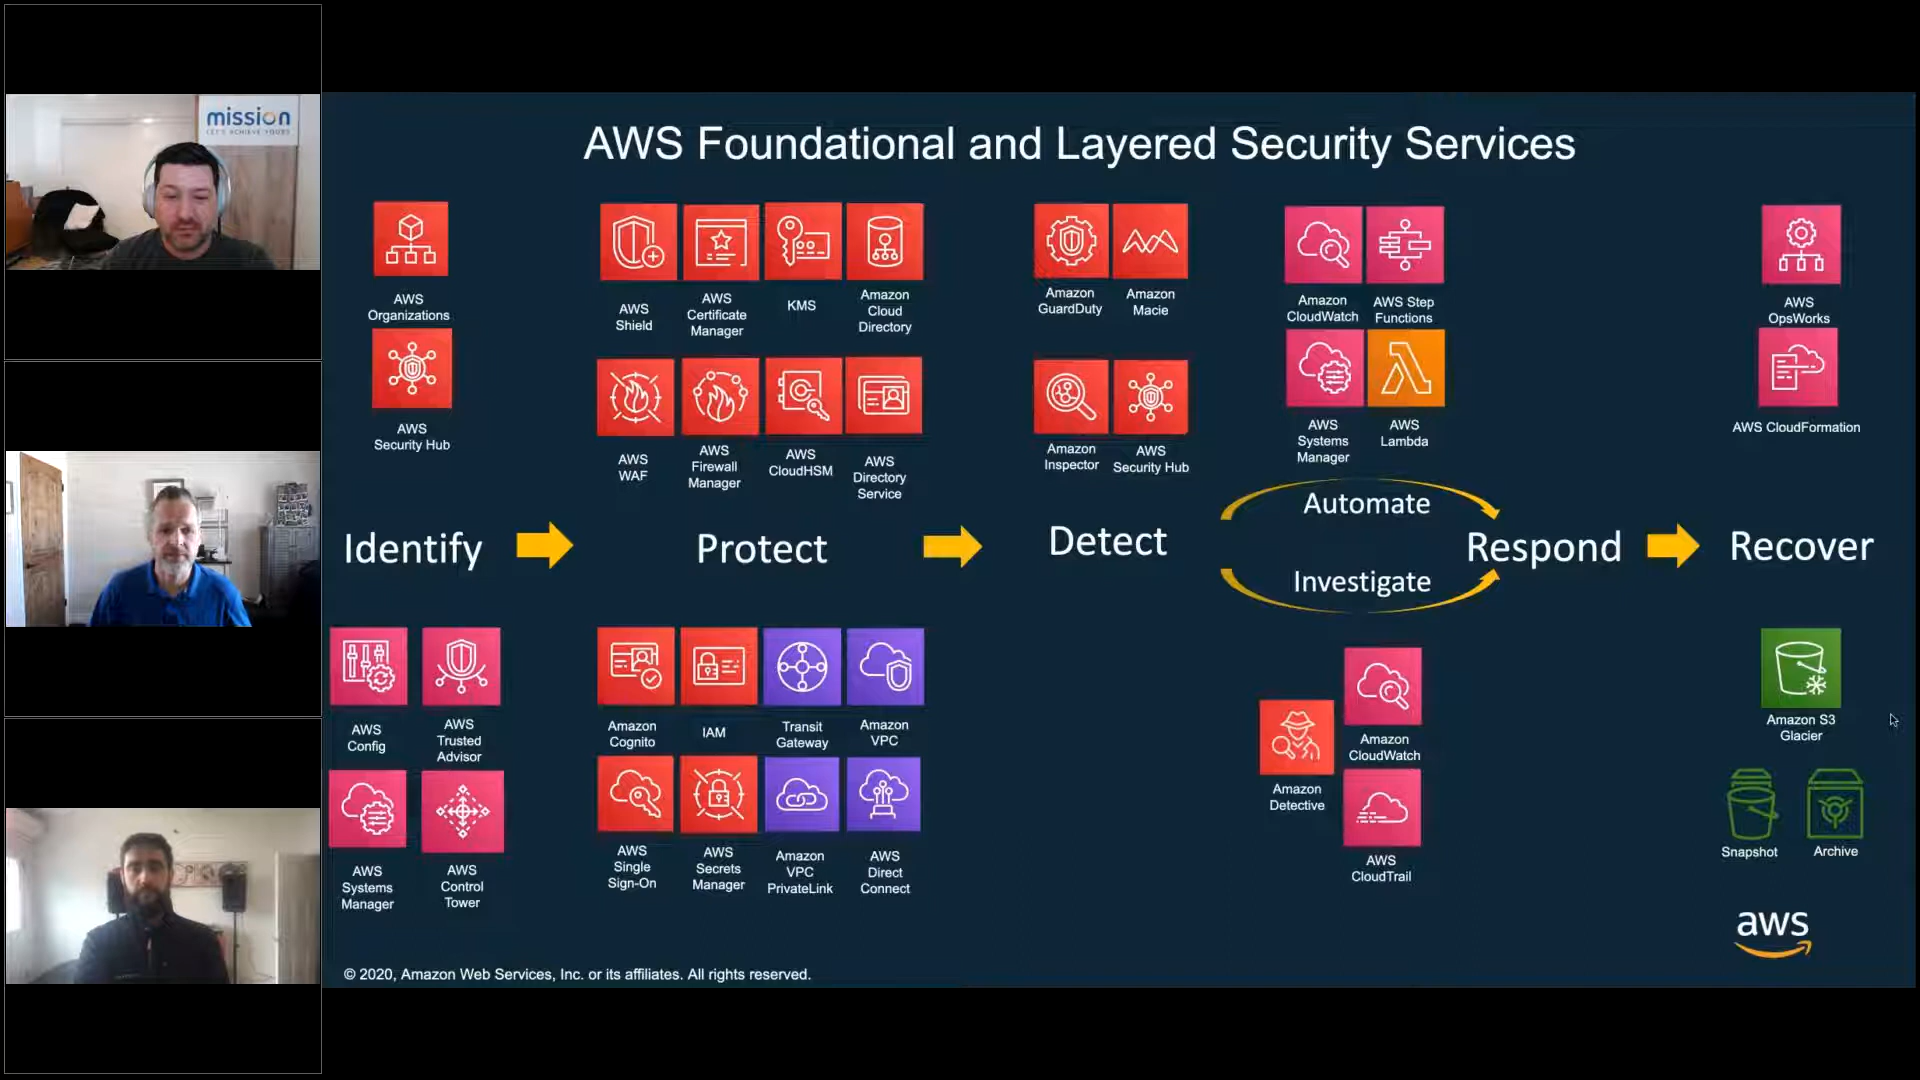 mission
LET'S ACHIEVE YOURS
AWS Foundational and Layered Security Services
AWS
Organizations
AWS
Security Hub
AWS
Shield
AWS
Certificate
Manager
KMS
Amazon
Cloud
Directory
AWS
WAF
AWS
Firewall
Manager
AWS
CloudHSM
AWS
Directory
Service
Amazon
GuardDuty
Amazon
Macie
Amazon
Inspector
AWS
Security Hub
Amazon
CloudWatch
AWS Step
Functions
AWS
Systems
Manager
AWS
Lambda
AWS
OpsWorks
AWS CloudFormation
Identify
Protect
Detect
Automate
Investigate
Respond
Recover
AWS
Config
AWS
Trusted
Advisor
AWS
Systems
Manager
AWS
Control
Tower
Amazon
Cognito
IAM
Transit
Gateway
Amazon
VPC
AWS
Single
Sign-On
AWS
Secrets
Manager
Amazon
VPC
PrivateLink
AWS
Direct
Connect
Amazon
Detective
Amazon
CloudWatch
AWS
CloudTrail
Amazon S3
Glacier
Snapshot
Archive
aws
© 2020, Amazon Web Services, Inc. or its affiliates. All rights reserved.